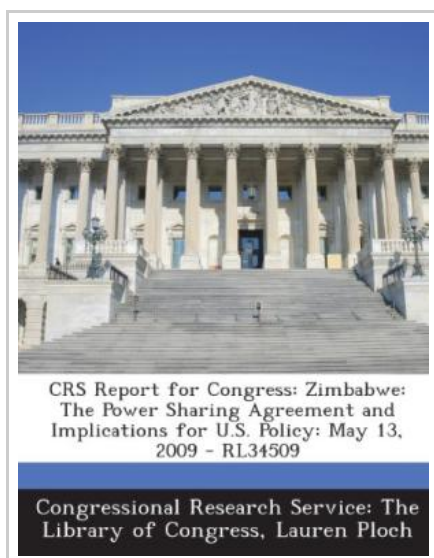 CRS Report for Congress: Zimbabwe:
The Power Sharing Agreement and
Implications for U.S. Policy: May 13,
2009 - RL34509
Congressional Research Service: The
Library of Congress, Lauren Ploch